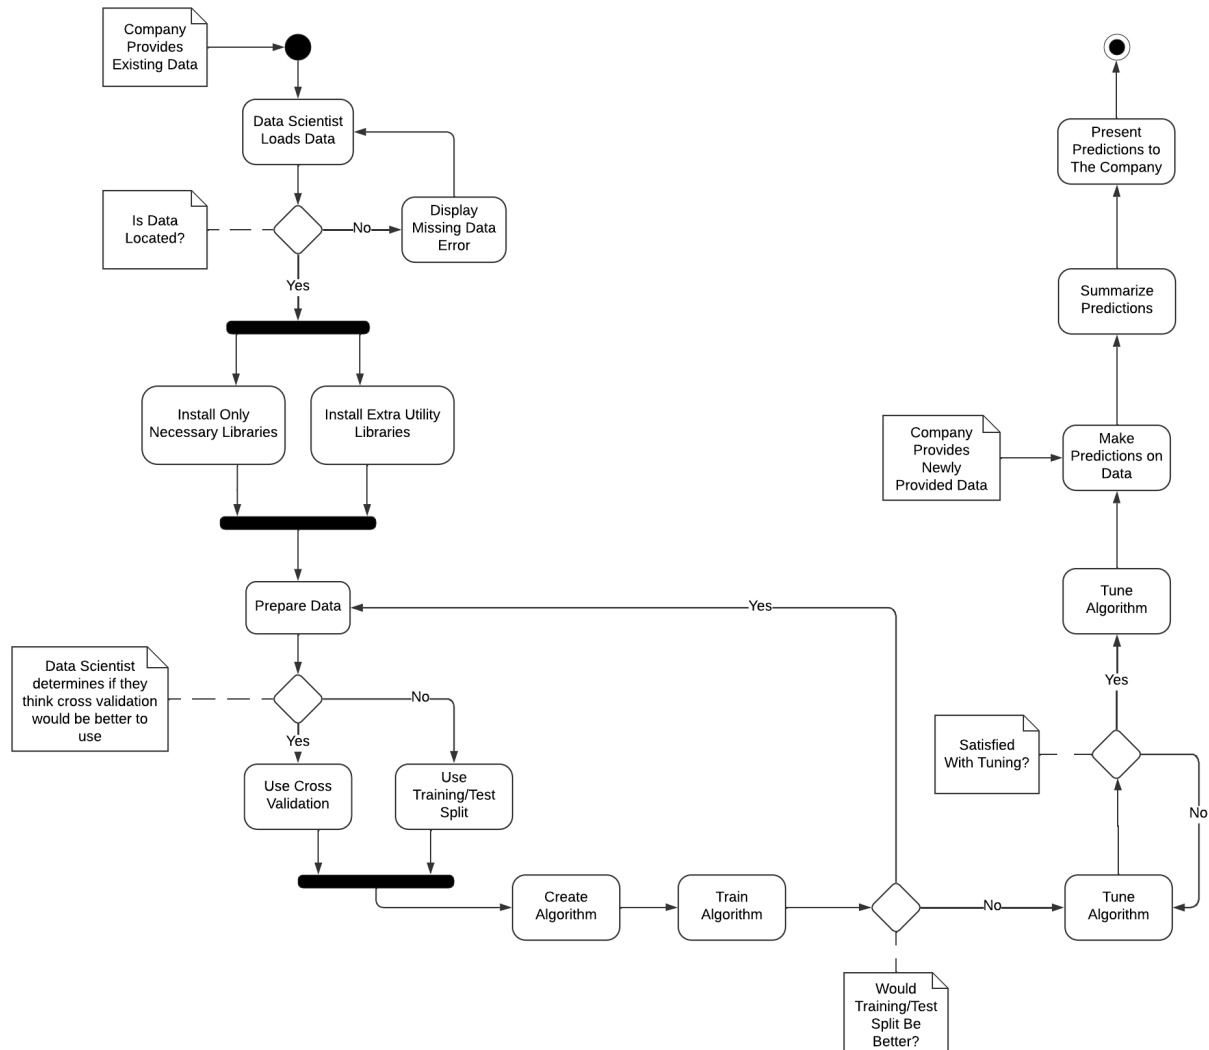 Company
Provides
Existing Data
Data Scientist
Loads Data
Is Data
Located?
No
Display
Missing Data
Error
Yes
Install Only
Necessary Libraries
Install Extra Utility
Libraries
Prepare Data
Yes
Data Scientist
determines if they
think cross validation
would be better to
use
No
Yes
Use Cross
Validation
Use
Training/Test
Split
Create
Algorithm
Train
Algorithm
Would
Training/Test
Split Be
Better?
No
Tune
Algorithm
Satisfied
With Tuning?
No
Yes
Tune
Algorithm
Company
Provides
Newly
Provided Data
Make
Predictions on
Data
Summarize
Predictions
Present
Predictions to
The Company